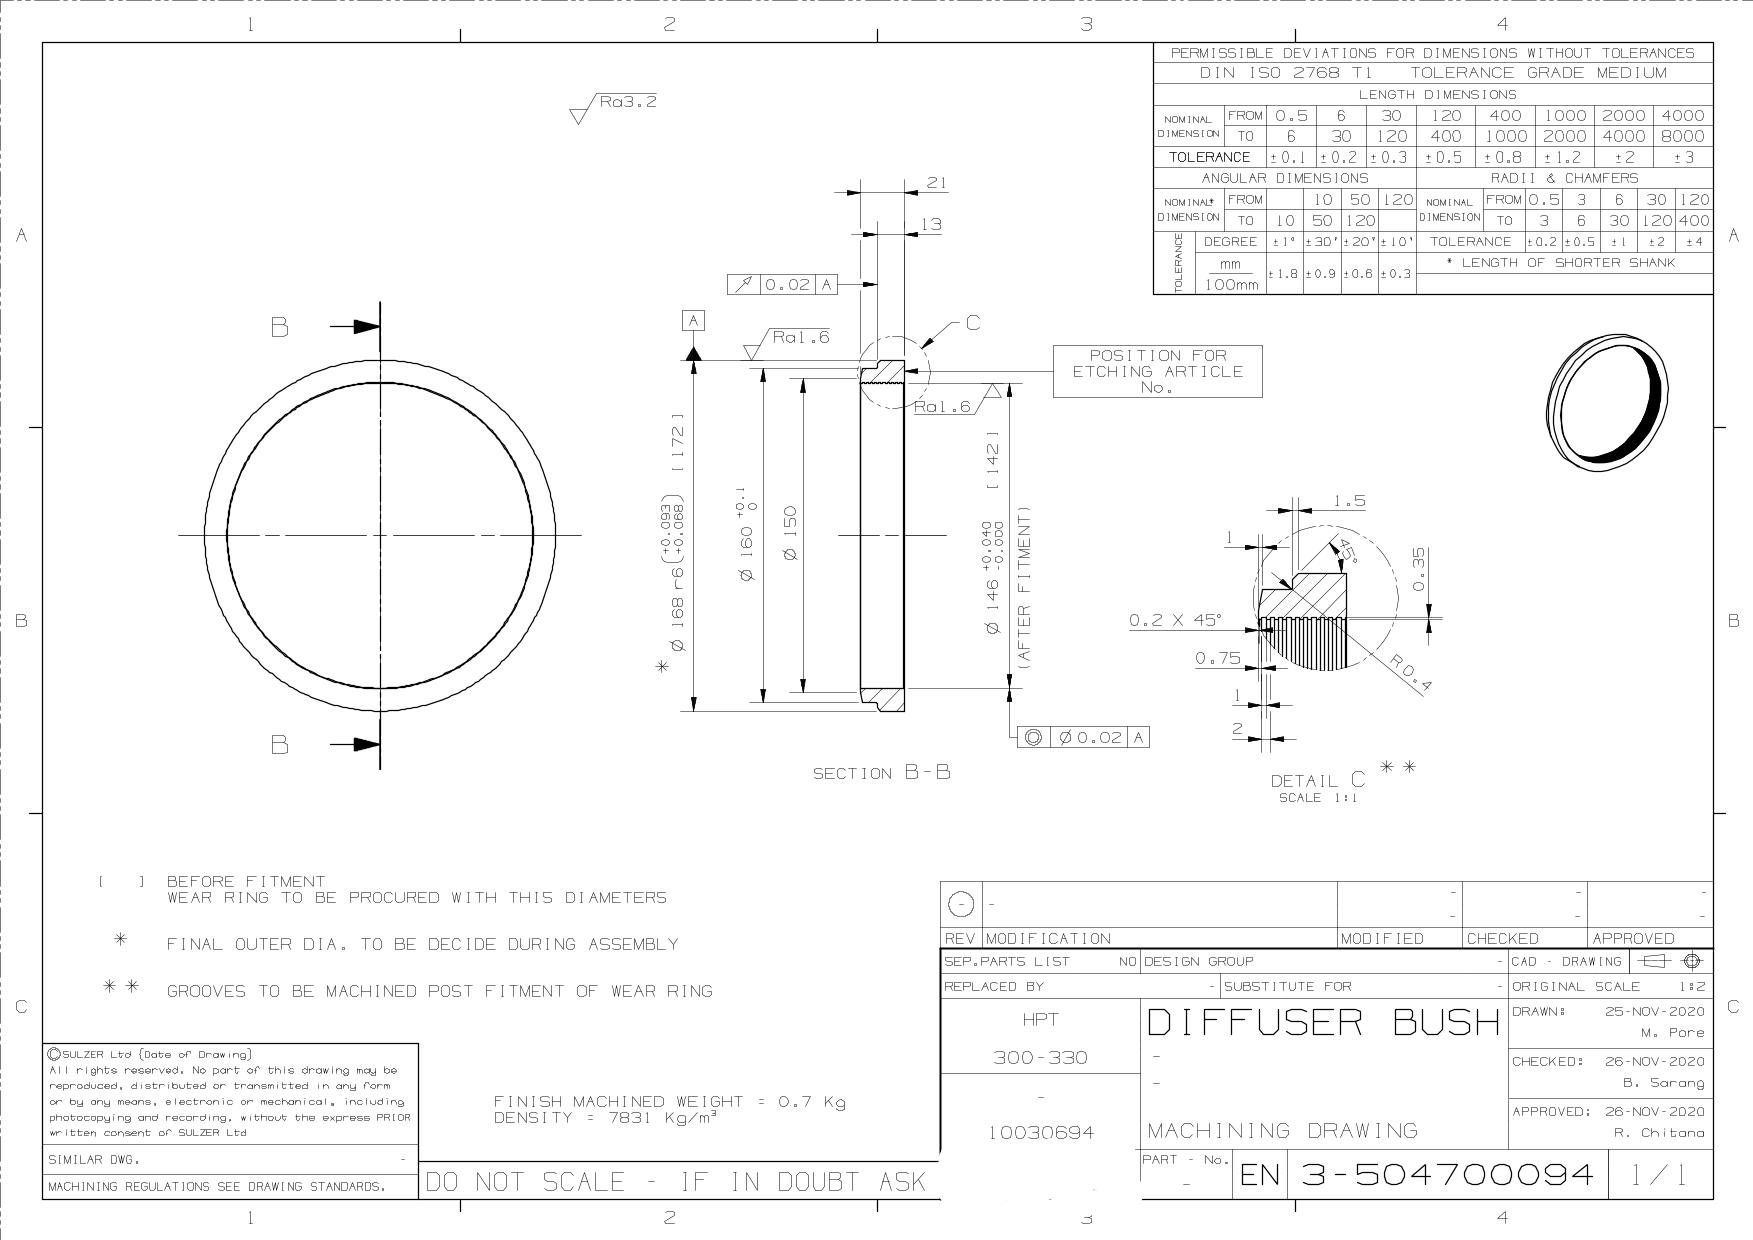 1 2 3 4
PERMISSIBLE DEVIATIONS FOR DIMENSIONS WITHOUT TOLERANCES
DIN ISO 2768 T1 TOLERANCE GRADE MEDIUM
LENGTH DIMENSIONS
NOMINAL DIMENSION FROM 0.5 6 30 120 400 1000 2000 4000
TO 6 30 120 400 1000 2000 4000 8000
TOLERANCE ±0.1 ±0.2 ±0.3 ±0.5 ±0.8 ±1.2 ±2 ±3
ANGULAR DIMENSIONS RADII & CHAMFERS
NOMINAL* DIMENSION FROM 10 50 120 NOMINAL DIMENSION FROM 0.5 3 6 30 120
TO 10 50 120 TO 3 6 30 120 400
TOLERANCE DEGREE ±1° ±30' ±20' ±10' TOLERANCE ±0.2 ±0.5 ±1 ±2 ±4
mm
100mm ±1.8 ±0.9 ±0.6 ±0.3
* LENGTH OF SHORTER SHANK
Ra3.2
21
13
A A
0.02 A
A
Ra1.6
C
B
POSITION FOR
ETCHING ARTICLE
No.
Ra1.6
* Ø 168 r6(+0.093 +0.068) [172]
Ø 160 +0.1 0
Ø 150
Ø 146 +0.040 -0.000 [142]
(AFTER FITMENT)
1.5
1
45°
0.35
0.2 X 45°
0.75
R0.4
1
2
B B
B
Ø 0.02 A
SECTION B-B
DETAIL C * *
SCALE 1:1
[ ] BEFORE FITMENT
WEAR RING TO BE PROCURED WITH THIS DIAMETERS
* FINAL OUTER DIA. TO BE DECIDE DURING ASSEMBLY
* * GROOVES TO BE MACHINED POST FITMENT OF WEAR RING
C C
- -
- - -
- - -
REV MODIFICATION MODIFIED CHECKED APPROVED
SEP.PARTS LIST NO DESIGN GROUP - CAD - DRAWING
REPLACED BY - SUBSTITUTE FOR - ORIGINAL SCALE 1:2
HPT
300-330
-
10030694
DIFFUSER BUSH
-
-
MACHINING DRAWING
DRAWN: 25-NOV-2020
M. Pore
CHECKED: 26-NOV-2020
B. Sarang
APPROVED: 26-NOV-2020
R. Chitana
PART - No.
-
EN 3-504700094 1/1
©SULZER Ltd (Date of Drawing)
All rights reserved. No part of this drawing may be
reproduced, distributed or transmitted in any form
or by any means, electronic or mechanical, including
photocopying and recording, without the express PRIOR
written consent of SULZER Ltd
SIMILAR DWG. -
MACHINING REGULATIONS SEE DRAWING STANDARDS.
FINISH MACHINED WEIGHT = 0.7 Kg
DENSITY = 7831 Kg/m³
DO NOT SCALE - IF IN DOUBT ASK
1 2 3 4